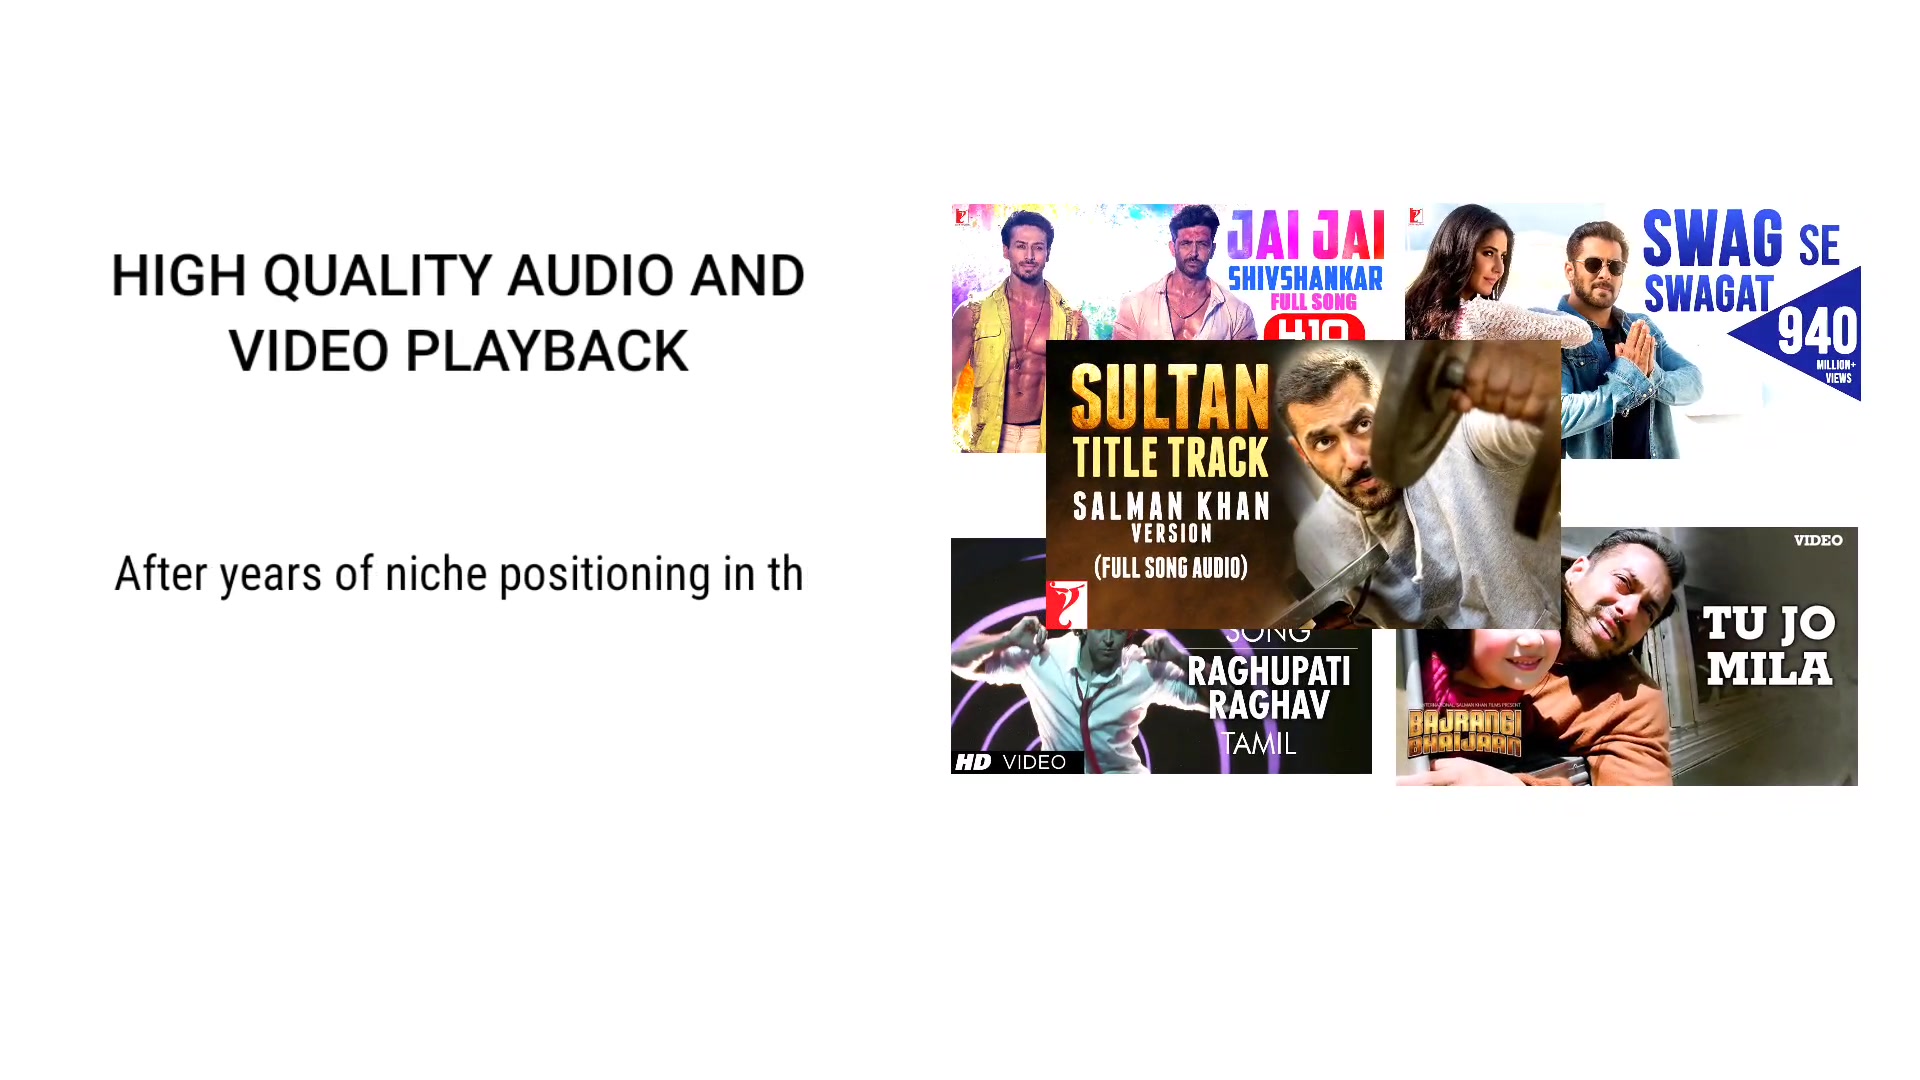 HIGH QUALITY AUDIO AND
VIDEO PLAYBACK
After years of niche positioning in th
JAI JAI
SHIVSHANKAR
FULL SONG
SWAG SE
SWAGAT
940
MILLION+
VIEWS
SULTAN
TITLE TRACK
SALMAN KHAN
VERSION
(FULL SONG AUDIO)
SONG
RAGHUPATI
RAGHAV
TAMIL
HD VIDEO
VIDEO
TU JO
MILA
BAJRANGI
BHAIJAAN